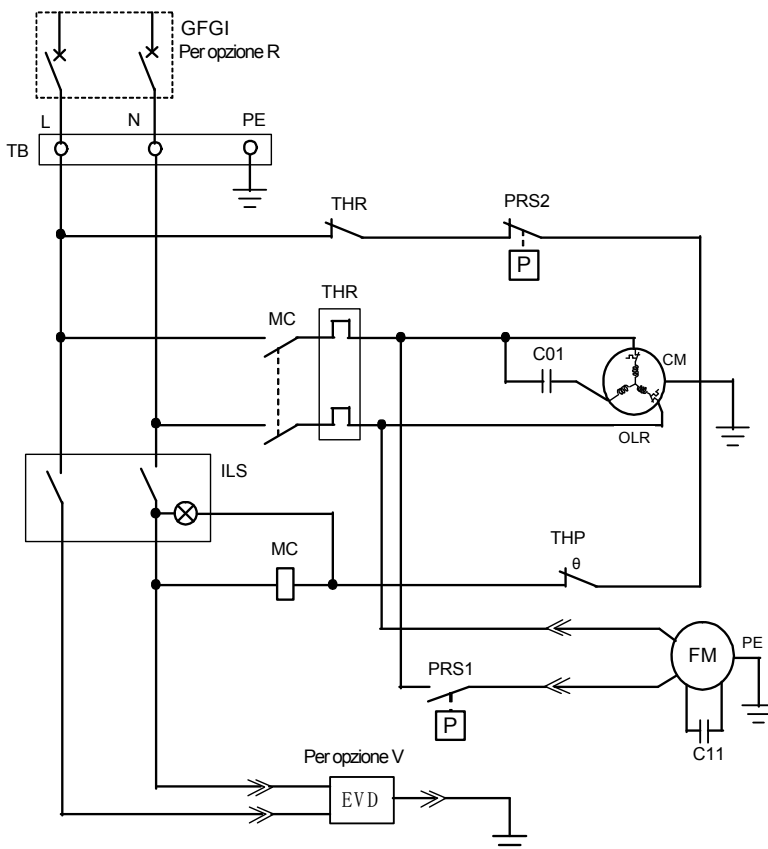 GFGI
Per opzione R
L
N
PE
TB
THR
PRS2
P
THR
MC
C01
CM
OLR
ILS
MC
THP
θ
FM
PE
PRS1
P
C11
Per opzione V
EVD